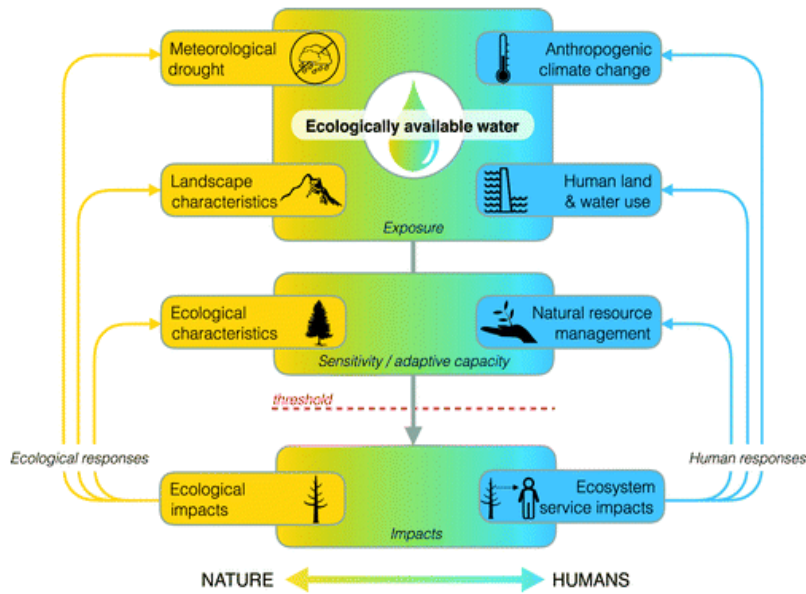 Meteorological
drought
Anthropogenic
climate change
Ecologically available water
Landscape
characteristics
Human land
& water use
Exposure
Ecological
characteristics
Natural resource
management
Sensitivity / adaptive capacity
threshold
Ecological responses
Human responses
Ecological
impacts
Ecosystem
service impacts
Impacts
NATURE
HUMANS